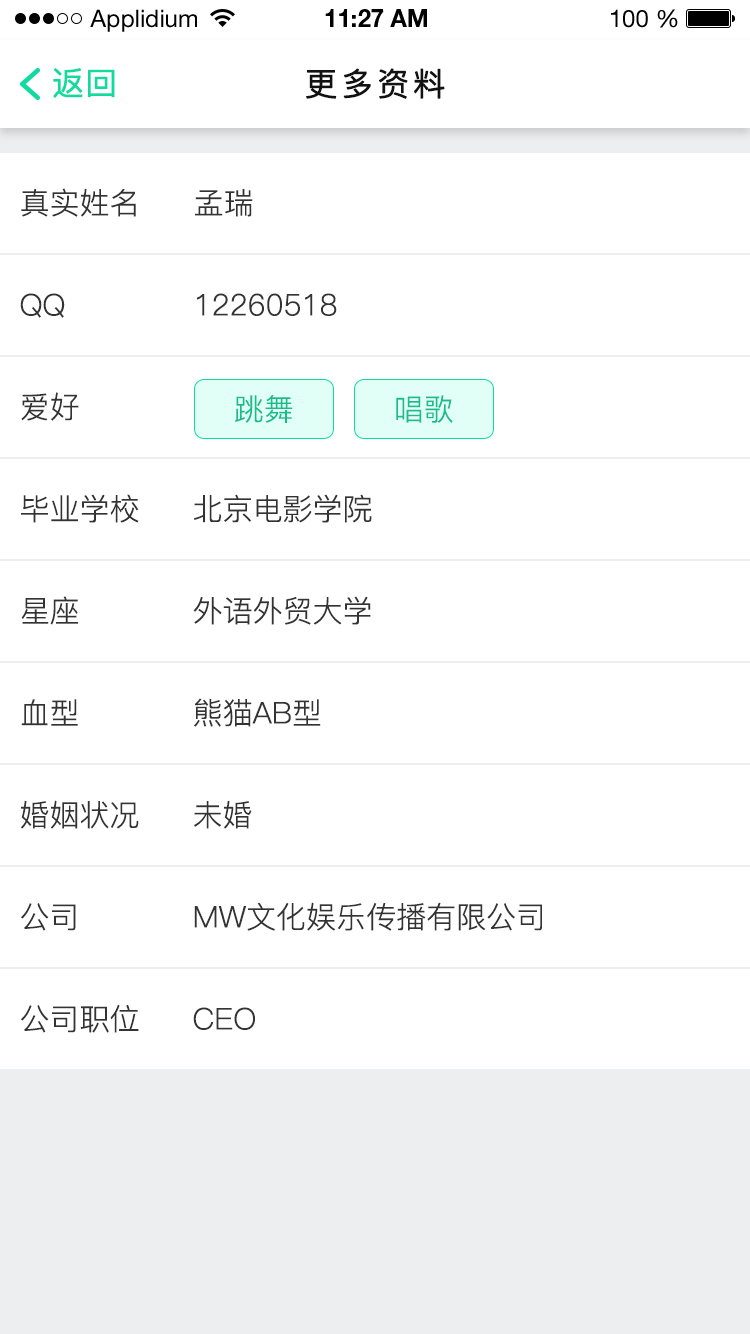 Applidium 11:27 AM 100 %
返回 更多资料
真实姓名 孟瑞
QQ 12260518
爱好 跳舞 唱歌
毕业学校 北京电影学院
星座 外语外贸大学
血型 熊猫AB型
婚姻状况 未婚
公司 MW文化娱乐传播有限公司
公司职位 CEO